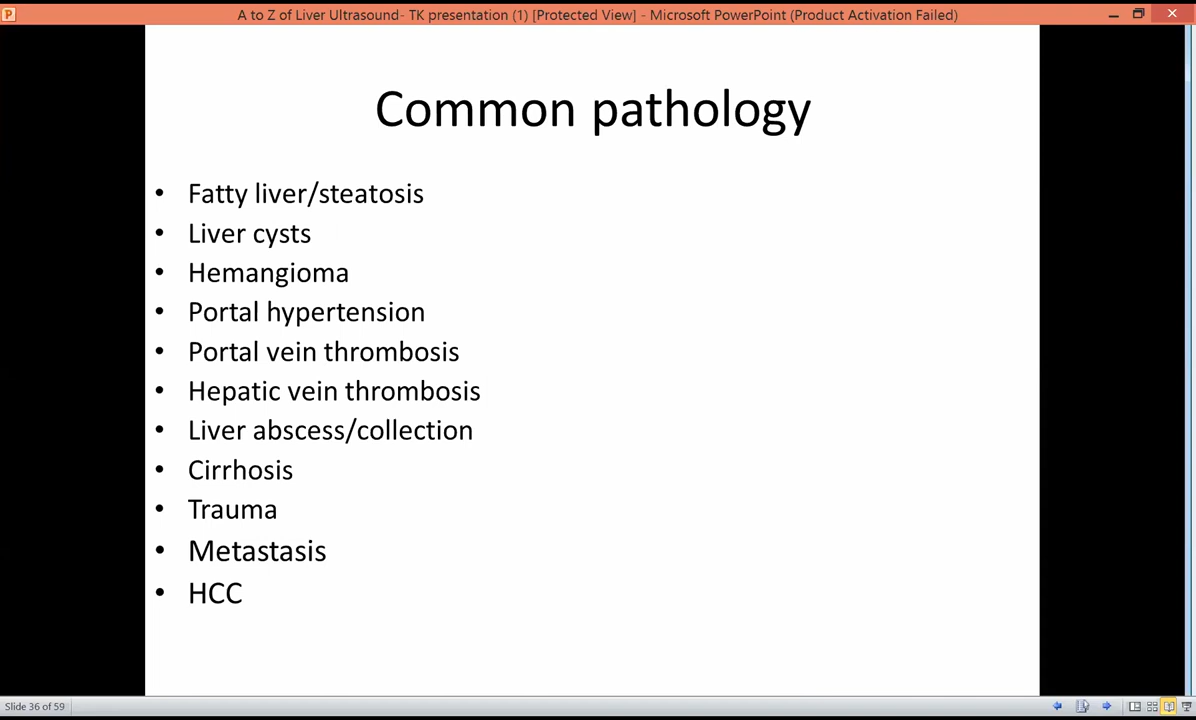 A to Z of Liver Ultrasound- TK presentation (1) [Protected View] - Microsoft PowerPoint (Product Activation Failed)
Common pathology
• Fatty liver/steatosis
• Liver cysts
• Hemangioma
• Portal hypertension
• Portal vein thrombosis
• Hepatic vein thrombosis
• Liver abscess/collection
• Cirrhosis
• Trauma
• Metastasis
• HCC
Slide 36 of 59